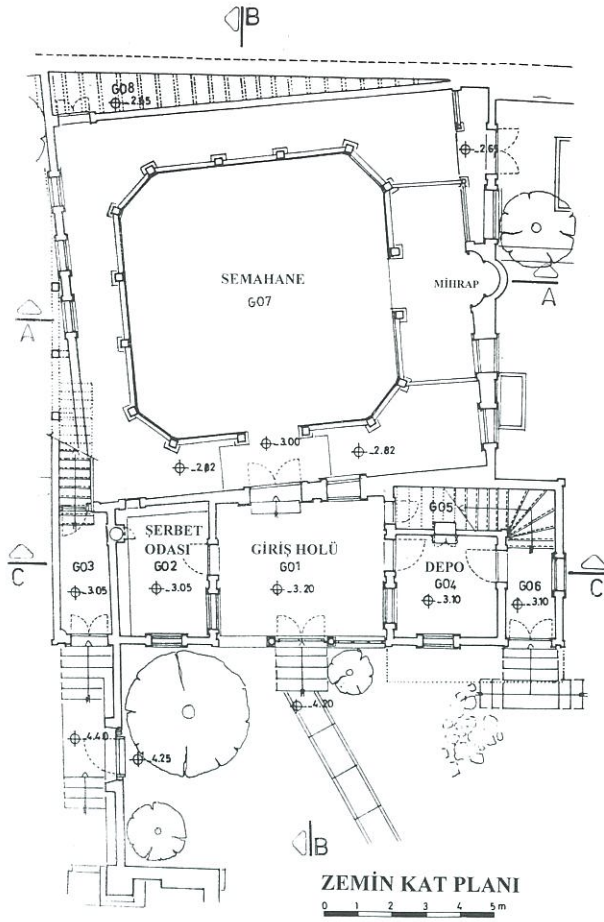 B
G08
-2.65
-2.65
SEMAHANE
G07
MİHRAP
A
A
-3.00
-2.82
-2.82
G05
ŞERBET
ODASI
G02
-3.05
GİRİŞ HOLÜ
G01
-3.20
DEPO
G04
-3.10
G03
-3.05
G06
-3.10
C
C
-4.20
-4.40
-4.25
B
ZEMİN KAT PLANI
0 1 2 3 4 5 m